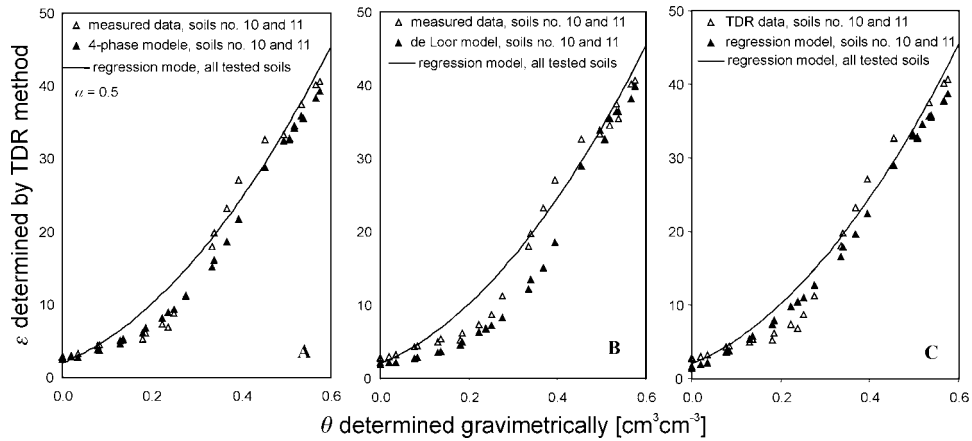 △ measured data, soils no. 10 and 11
▲ 4-phase modele, soils no. 10 and 11
— regression mode, all tested soils
α = 0.5
△ measured data, soils no. 10 and 11
▲ de Loor model, soils no. 10 and 11
— regression model, all tested soils
△ TDR data, soils no. 10 and 11
▲ regression model, soils no. 10 and 11
— regression model, all tested soils
ε determined by TDR method
50
40
30
20
10
0
A
0.0 0.2 0.4 0.6
50
40
30
20
10
0
B
0.0 0.2 0.4 0.6
50
40
30
20
10
0
C
0.0 0.2 0.4 0.6
θ determined gravimetrically [cm³cm⁻³]